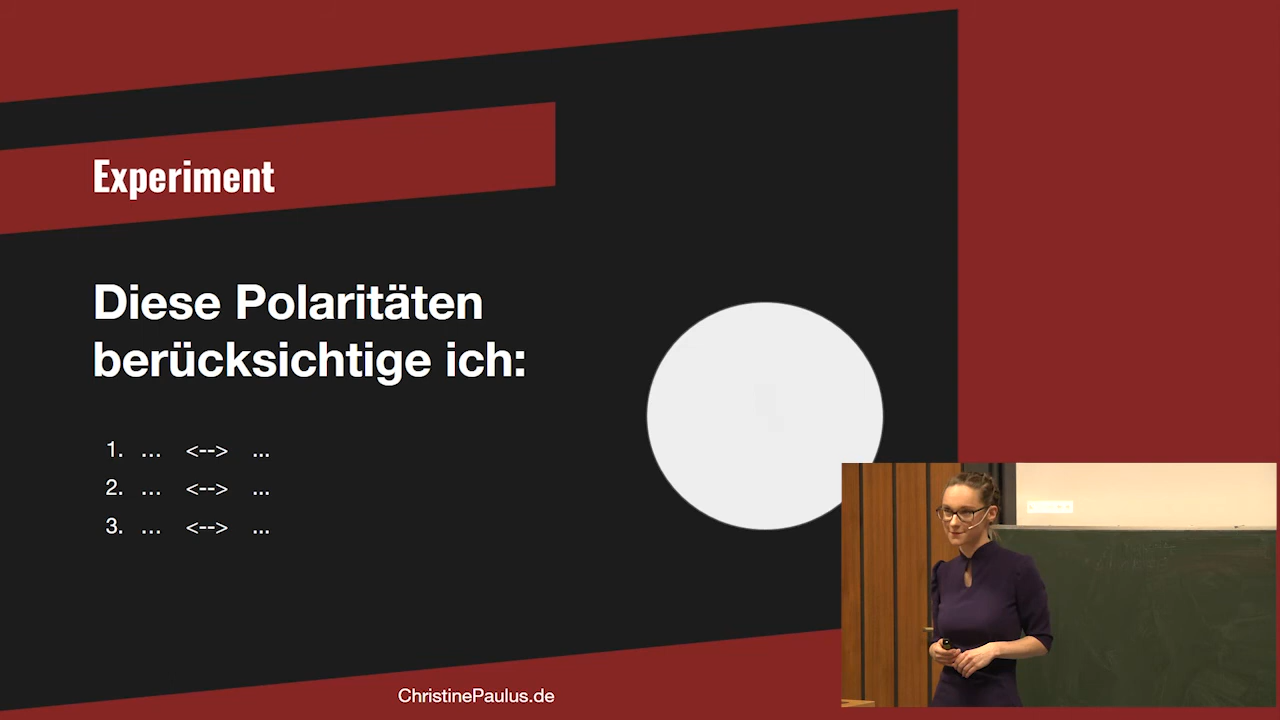 Experiment
Diese Polaritäten
berücksichtige ich:
1. ... <--> ...
2. ... <--> ...
3. ... <--> ...
ChristinePaulus.de